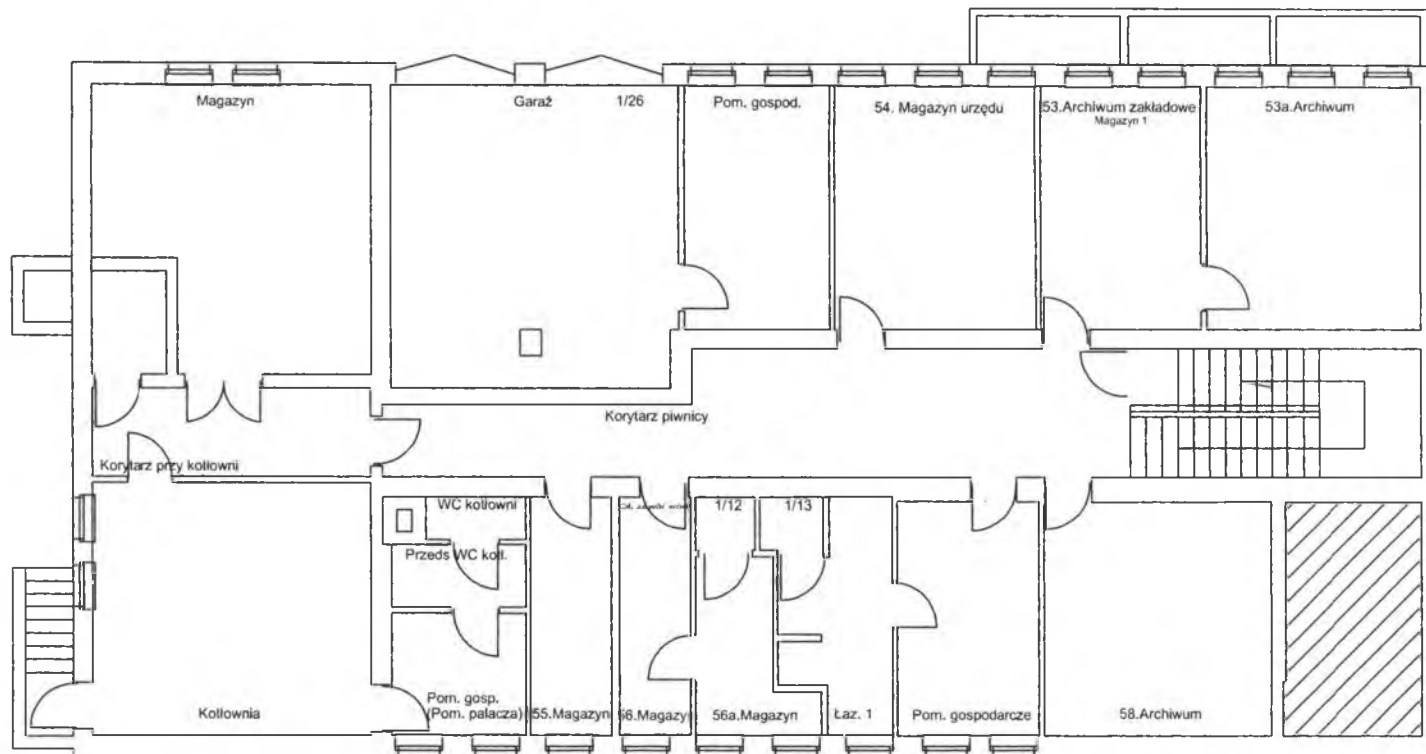 Magazyn
Garaż 1/26
Pom. gospod.
54. Magazyn urzędu
53.Archiwum zakładowe
Magazyn 1
53a.Archiwum
Korytarz piwnicy
Korytarz przy kotłowni
WC kotłowni
1/12
1/13
Przeds WC kotł.
Pom. gosp.
(Pom. palacza)
Kotłownia
55.Magazyn
56.Magazyn
56a.Magazyn
Łaz. 1
Pom. gospodarcze
58.Archiwum